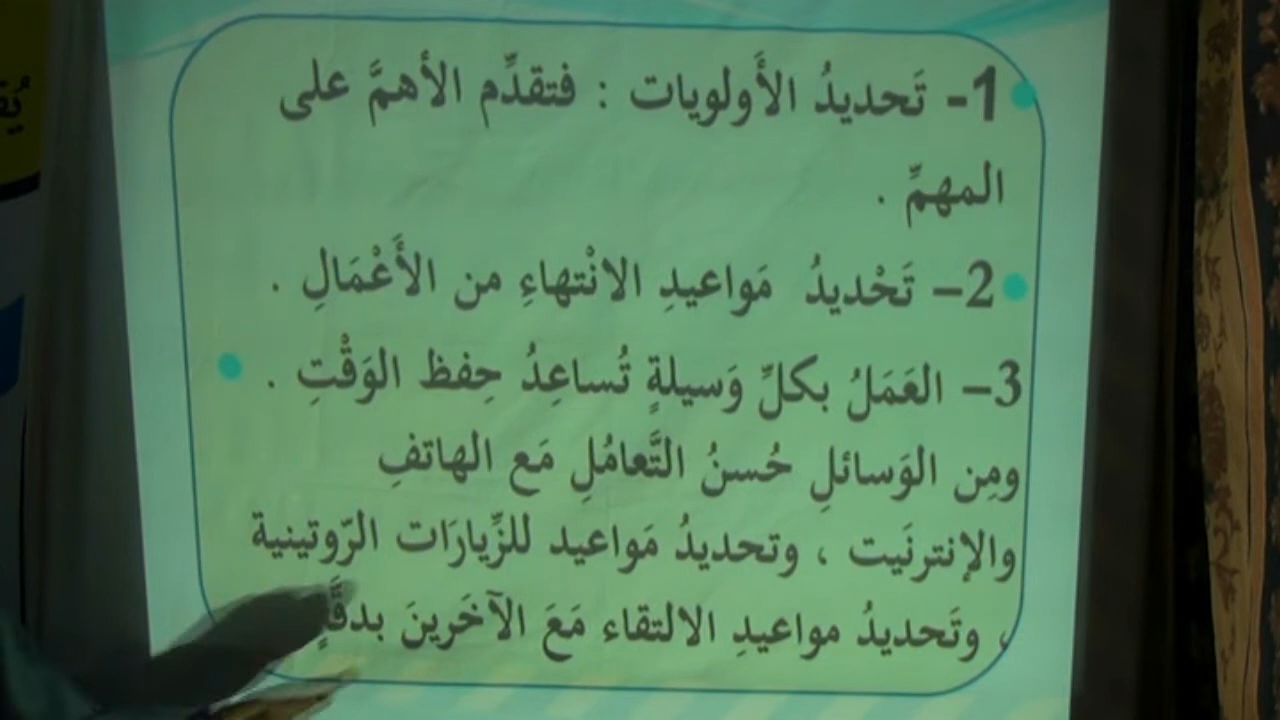 1- تَحديدُ الأَولويات : فتقدِّم الأهمَّ على
المهمِّ .
2– تَحْديدُ مَواعيدِ الانْتهاءِ من الأَعْمَالِ .
3– العَمَلُ بكلِّ وَسيلةٍ تُساعِدُ حِفظ الوَقْتِ .
ومِن الوَسائلِ حُسنُ التَّعامُلِ مَع الهاتفِ
والإنترنَيت ، وتحديدُ مَواعيد للزِّيارَات الرّوتينية
، وتَحديدُ مواعيدِ الالتقاء مَعَ الآخَرينَ بدقَّةٍ